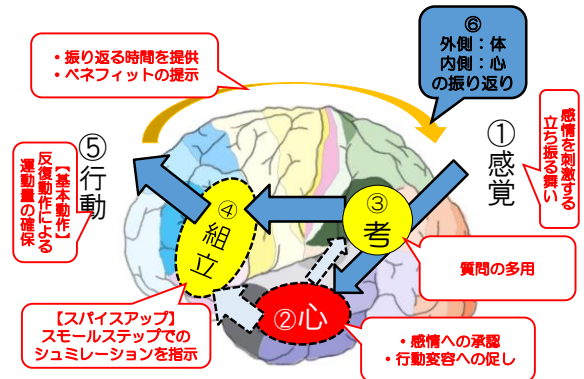 ・振り返る時間を提供
・ベネフィットの提示
⑥
外側：体
内側：心
の振り返り
①感覚
感情を刺激する
立ち振る舞い
⑤行動
【基本動作】
反復動作による
運動量の確保
④組立
③
考
質問の多用
②心
【スパイスアップ】
スモールステップでの
シュミレーションを指示
・感情への承認
・行動変容への促し